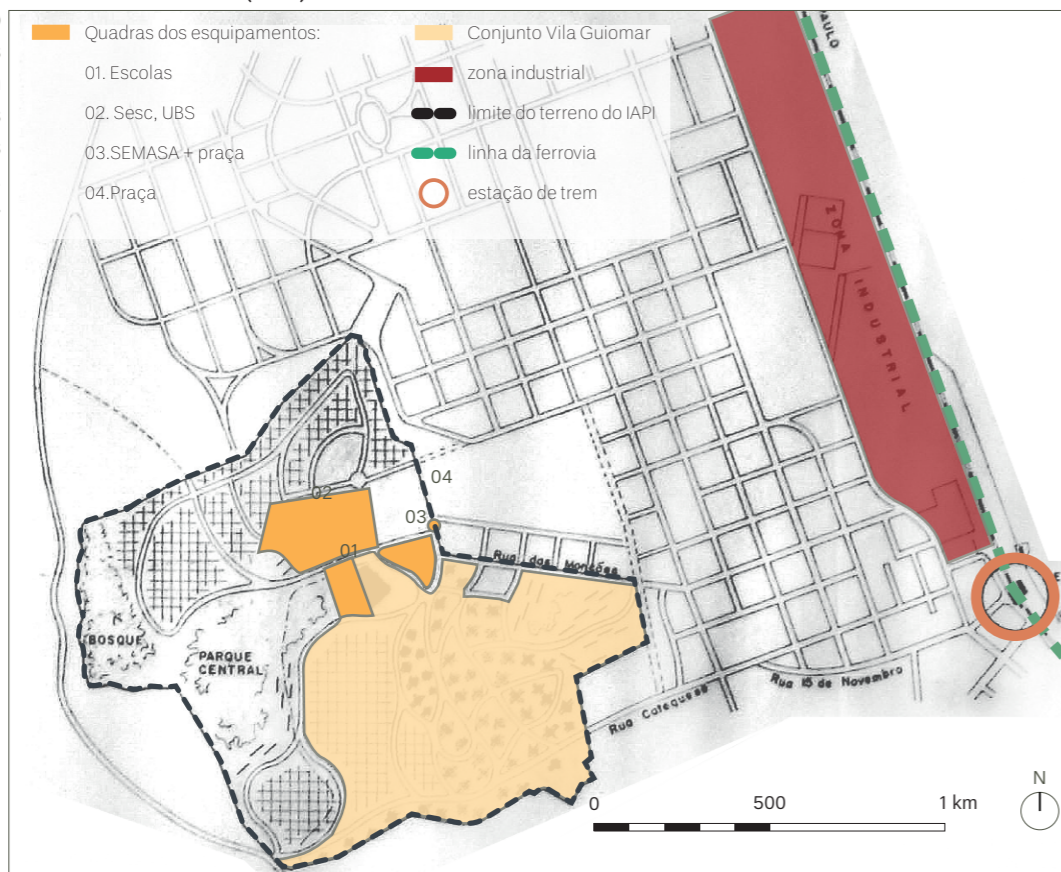 Quadras dos esquipamentos:
01. Escolas
02. Sesc, UBS
03.SEMASA + praça
04.Praça
Conjunto Vila Guiomar
zona industrial
limite do terreno do IAPI
linha da ferrovia
estação de trem
PAULO
ZONA INDUSTRIAL
04
02
03
01
Rua das Monções
BOSQUE
PARQUE
CENTRAL
Rua 15 de Novembro
Rua Catequese
0 500 1 km
N